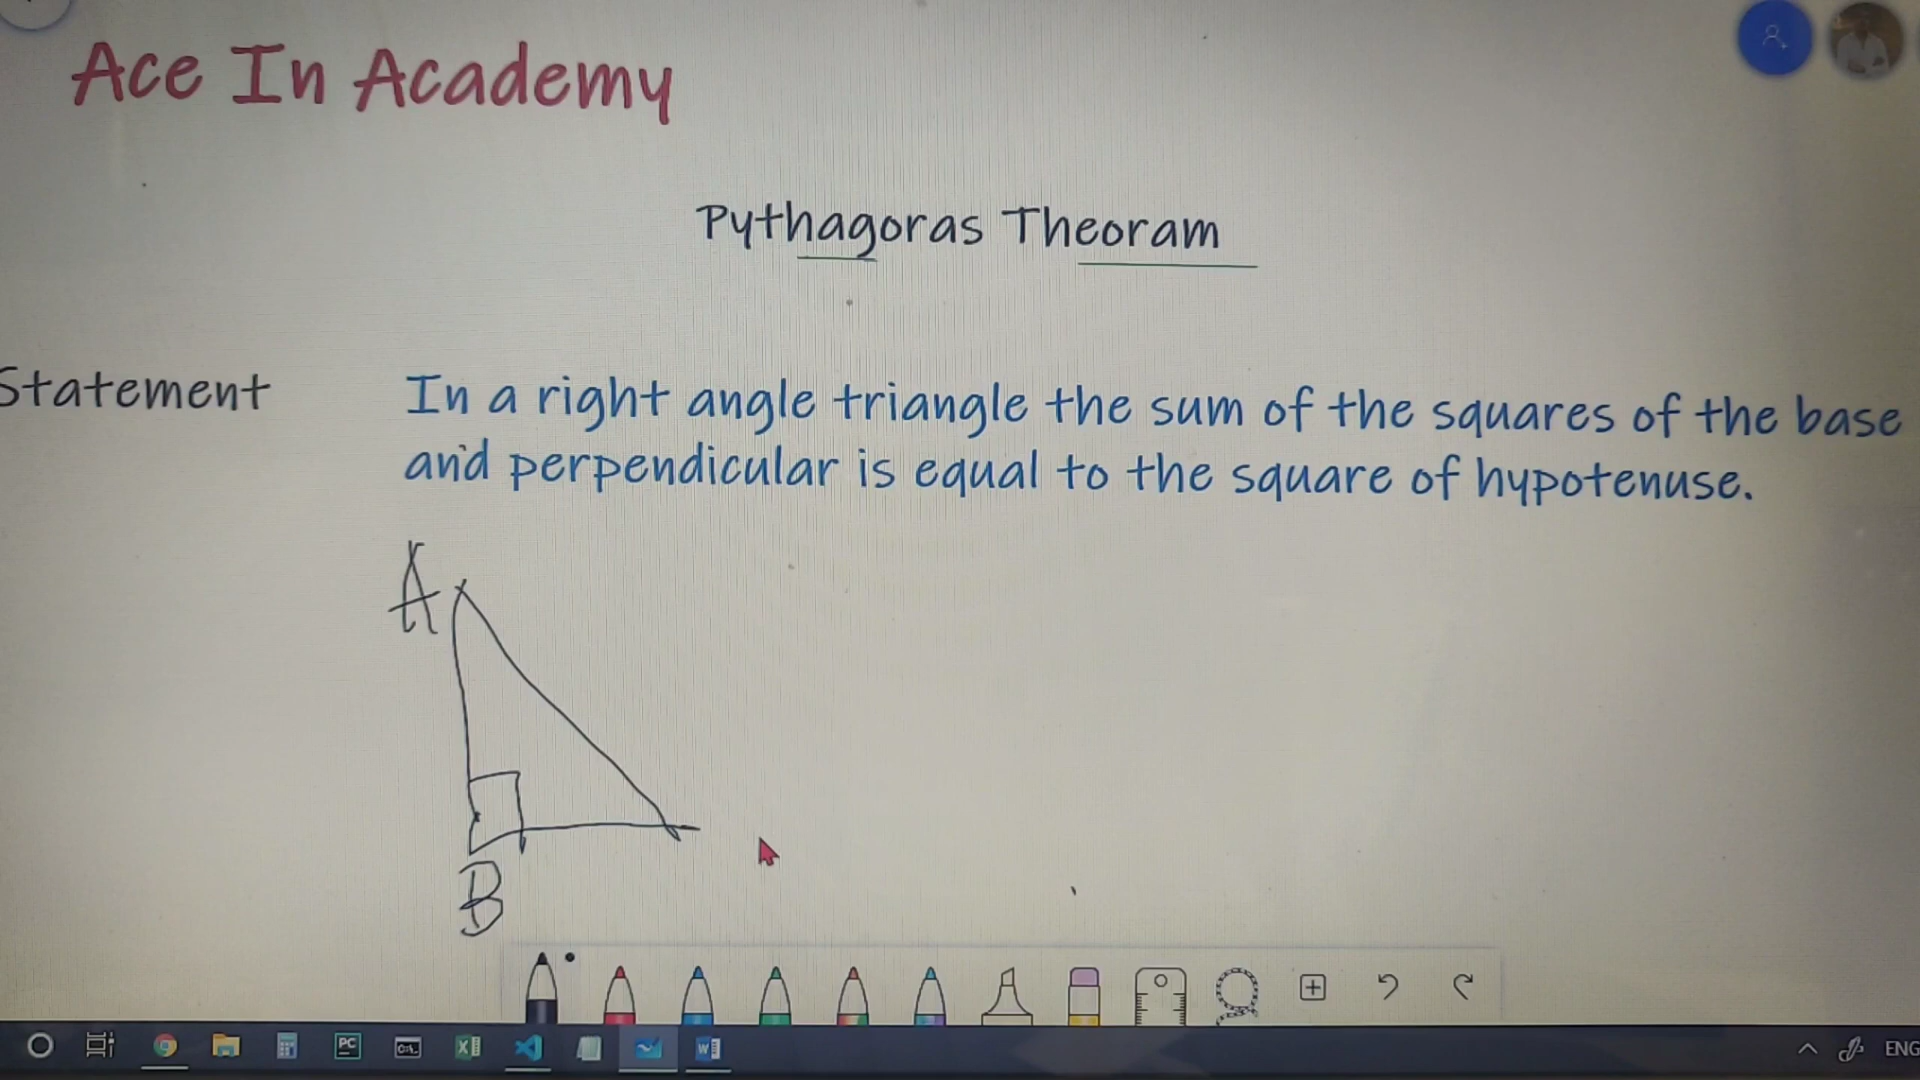 Ace In Academy
Pythagoras Theoram
Statement
In a right angle triangle the sum of the squares of the base
and perpendicular is equal to the square of hypotenuse.
A
B
PC
C:\_
X
W
ENG